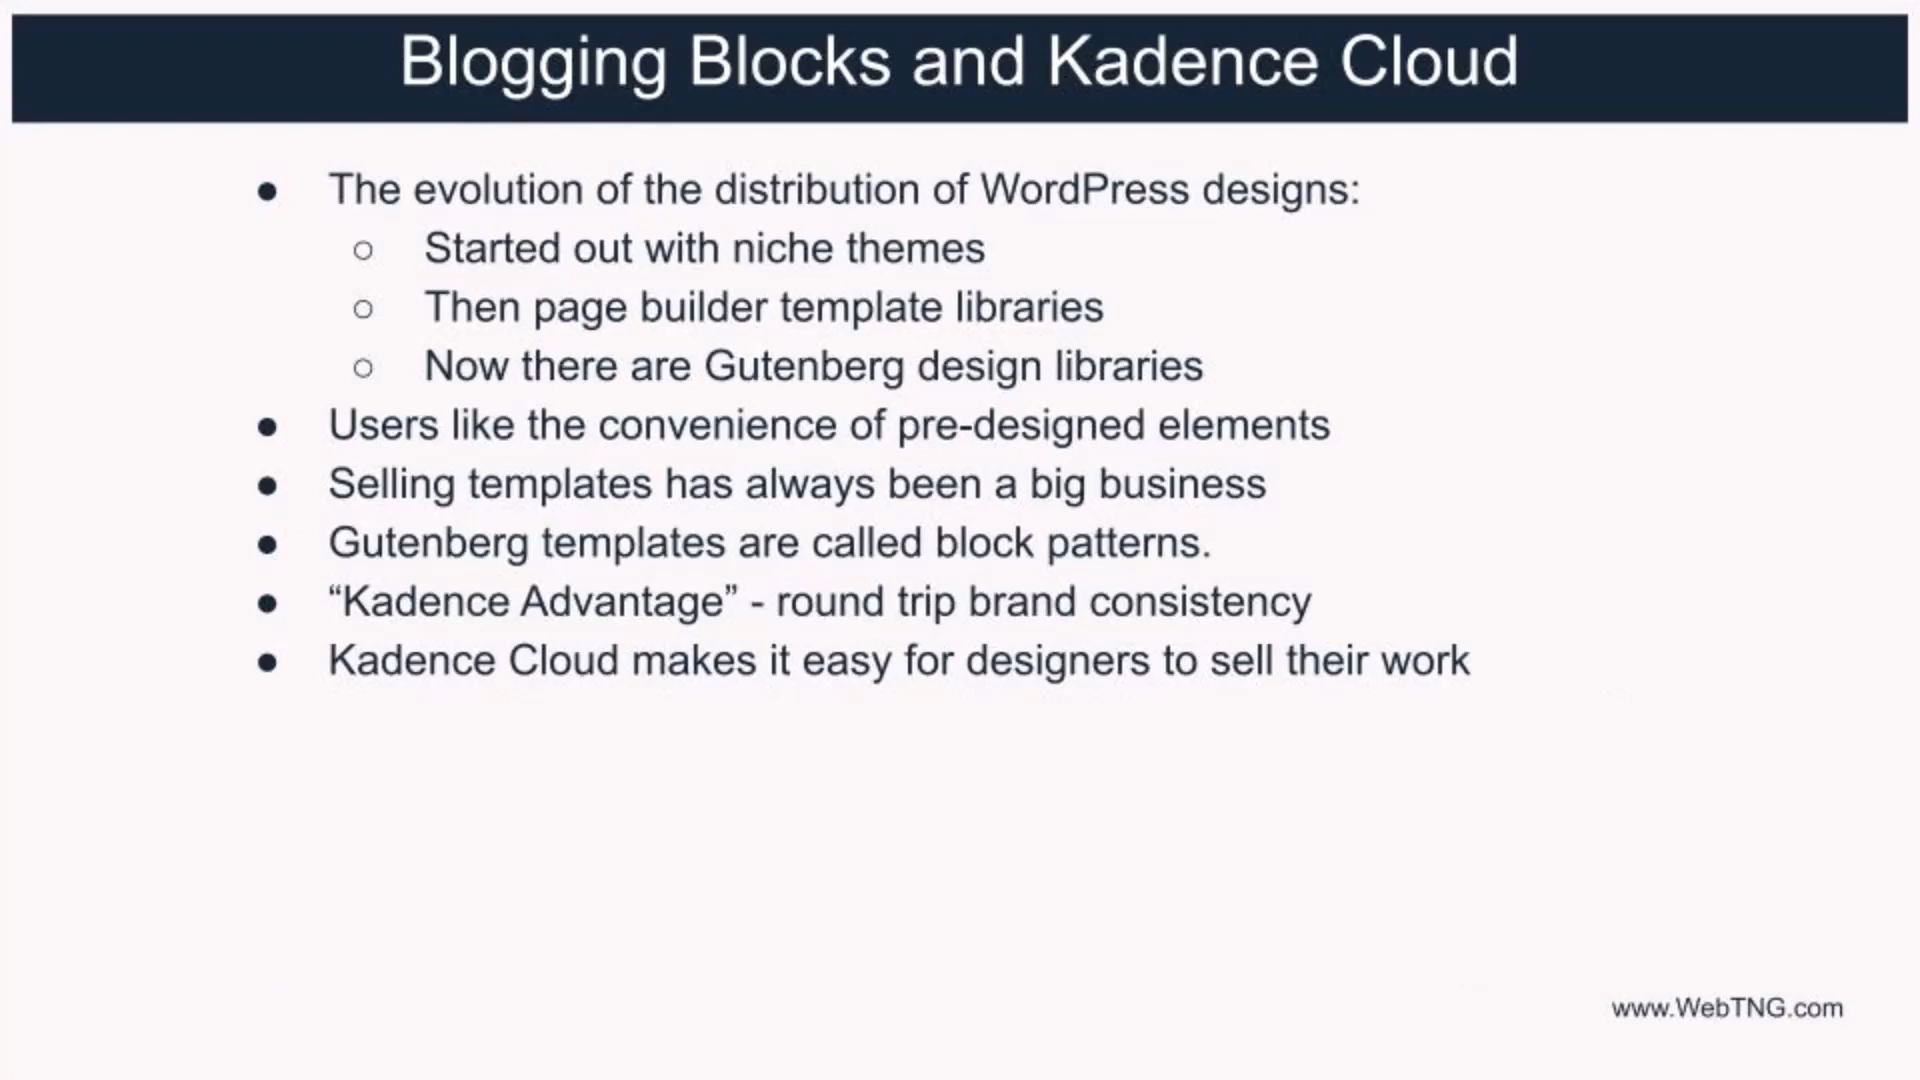 Blogging Blocks and Kadence Cloud
● The evolution of the distribution of WordPress designs:
○ Started out with niche themes
○ Then page builder template libraries
○ Now there are Gutenberg design libraries
● Users like the convenience of pre-designed elements
● Selling templates has always been a big business
● Gutenberg templates are called block patterns.
● “Kadence Advantage” - round trip brand consistency
● Kadence Cloud makes it easy for designers to sell their work
www.WebTNG.com